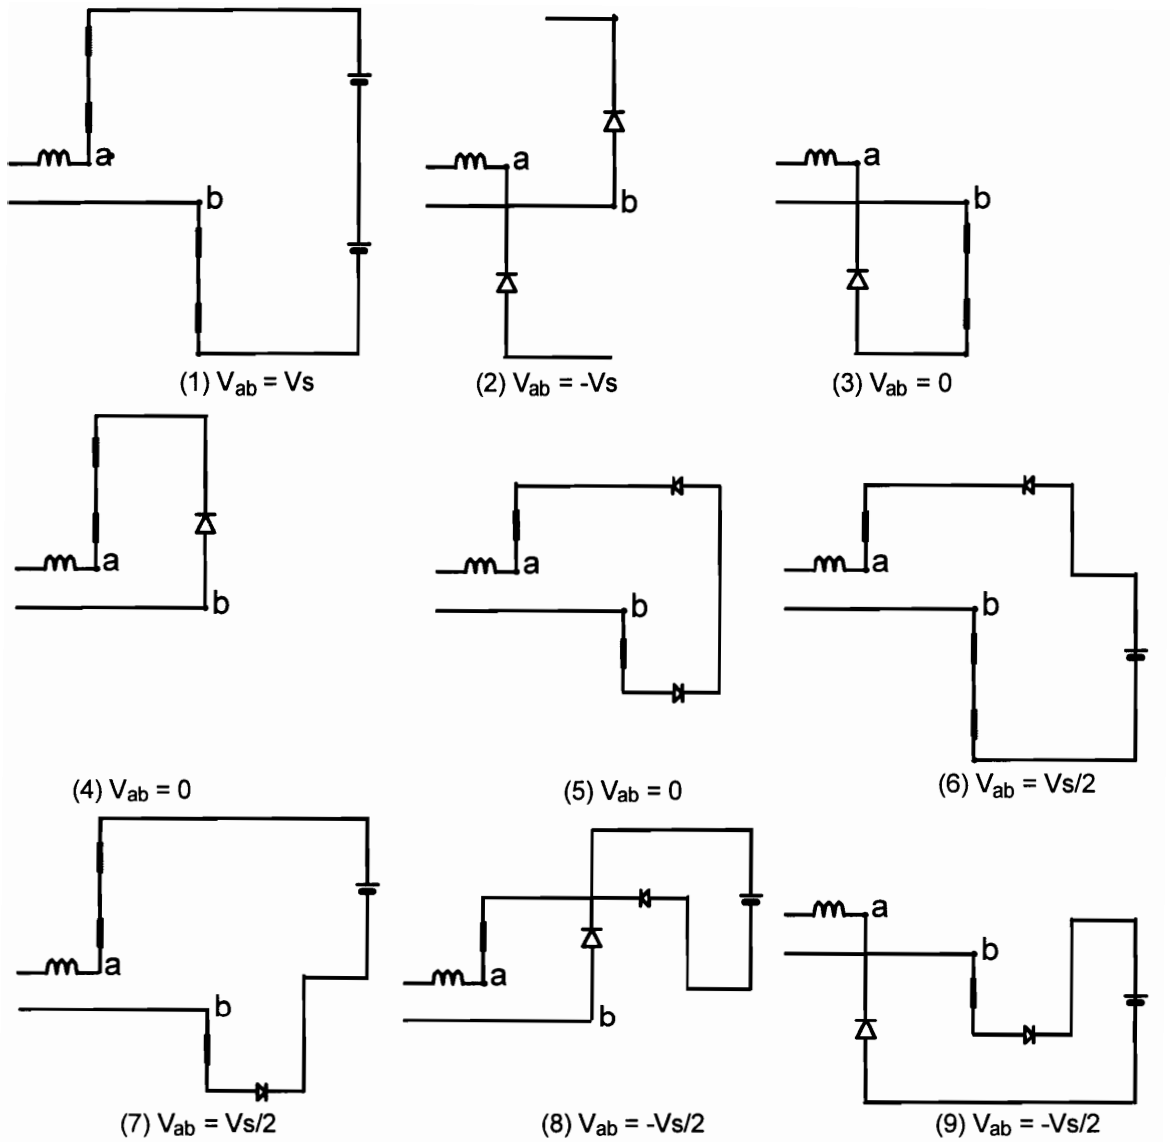 a
b
(1) Vab = Vs
a
b
(2) Vab = -Vs
a
b
(3) Vab = 0
a
b
(4) Vab = 0
a
b
(5) Vab = 0
a
b
(6) Vab = Vs/2
a
b
(7) Vab = Vs/2
a
b
(8) Vab = -Vs/2
a
b
(9) Vab = -Vs/2